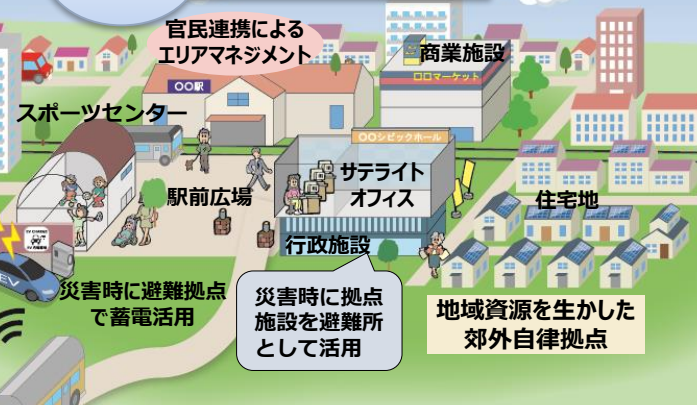 官民連携による
エリアマネジメント
商業施設
〇〇駅
ロロマーケット
スポーツセンター
〇〇シビックホール
サテライト
オフィス
駅前広場
住宅地
行政施設
EV
災害時に避難拠点
で蓄電活用
災害時に拠点
施設を避難所
として活用
地域資源を生かした
郊外自律拠点